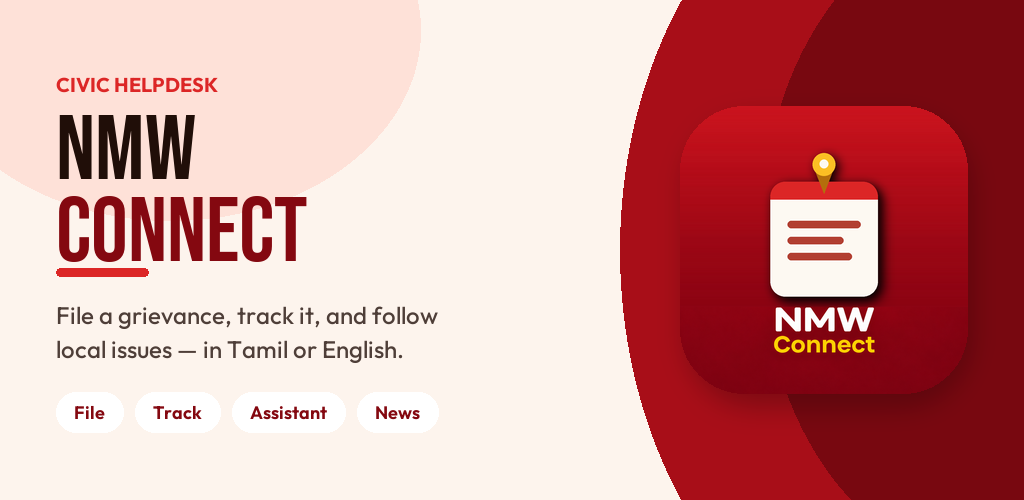 CIVIC HELPDESK
NMW
CONNECT
File a grievance, track it, and follow
local issues — in Tamil or English.
File Track Assistant News
NMW
Connect